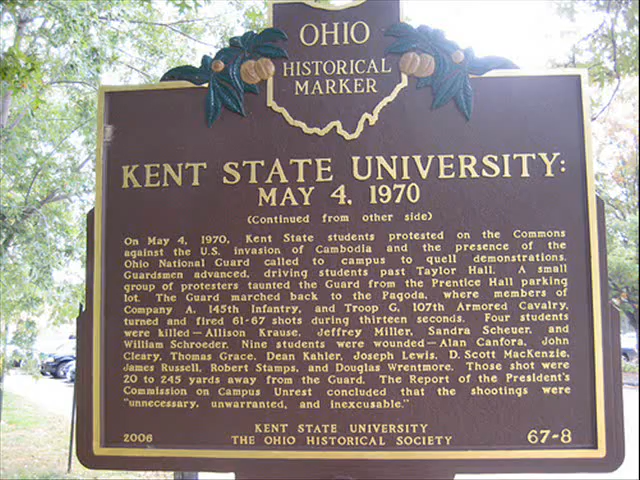 OHIO
HISTORICAL
MARKER
KENT STATE UNIVERSITY:
MAY 4, 1970
(Continued from other side)
On May 4, 1970, Kent State students protested on the Commons
against the U.S. invasion of Cambodia and the presence of the
Ohio National Guard called to campus to quell demonstrations.
Guardsmen advanced, driving students past Taylor Hall. A small
group of protesters taunted the Guard from the Prentice Hall parking
lot. The Guard marched back to the Pagoda, where members of
Company A, 145th Infantry, and Troop G, 107th Armored Cavalry,
turned and fired 61-67 shots during thirteen seconds. Four students
were killed—Allison Krause, Jeffrey Miller, Sandra Scheuer, and
William Schroeder. Nine students were wounded—Alan Canfora, John
Cleary, Thomas Grace, Dean Kahler, Joseph Lewis, D. Scott MacKenzie,
James Russell, Robert Stamps, and Douglas Wrentmore. Those shot were
20 to 245 yards away from the Guard. The Report of the President's
Commission on Campus Unrest concluded that the shootings were
"unnecessary, unwarranted, and inexcusable."
KENT STATE UNIVERSITY
2006 THE OHIO HISTORICAL SOCIETY 67-8